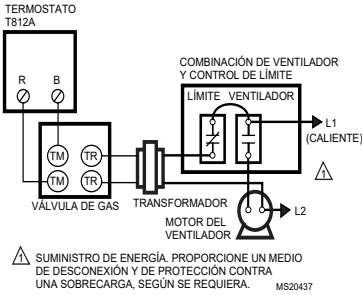 TERMOSTATO
T812A
R B
COMBINACIÓN DE VENTILADOR
Y CONTROL DE LÍMITE
LÍMITE VENTILADOR
L1
(CALIENTE)
1
TM TR
TM TR
VÁLVULA DE GAS
TRANSFORMADOR
MOTOR DEL
VENTILADOR
L2
1 SUMINISTRO DE ENERGÍA. PROPORCIONE UN MEDIO
DE DESCONEXIÓN Y DE PROTECCIÓN CONTRA
UNA SOBRECARGA, SEGÚN SE REQUIERA.
MS20437